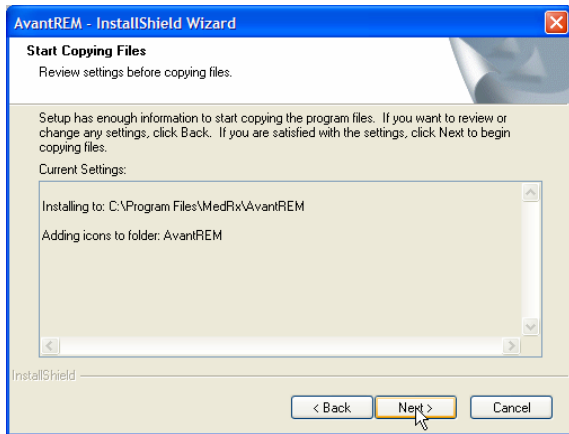 AvantREM - InstallShield Wizard
Start Copying Files
Review settings before copying files.
Setup has enough information to start copying the program files.  If you want to review or
change any settings, click Back.  If you are satisfied with the settings, click Next to begin
copying files.
Current Settings:
Installing to: C:\Program Files\MedRx\AvantREM
Adding icons to folder: AvantREM
InstallShield
< Back
Next >
Cancel